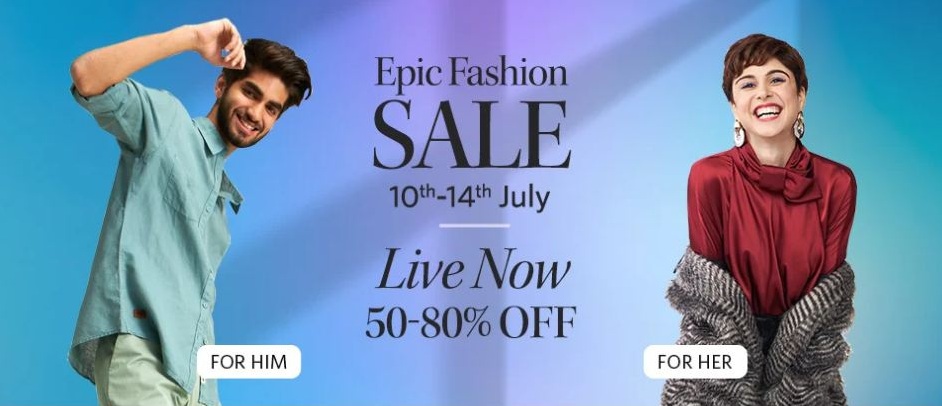 Epic Fashion
SALE
10th-14th July
Live Now
50-80% OFF
FOR HIM
FOR HER